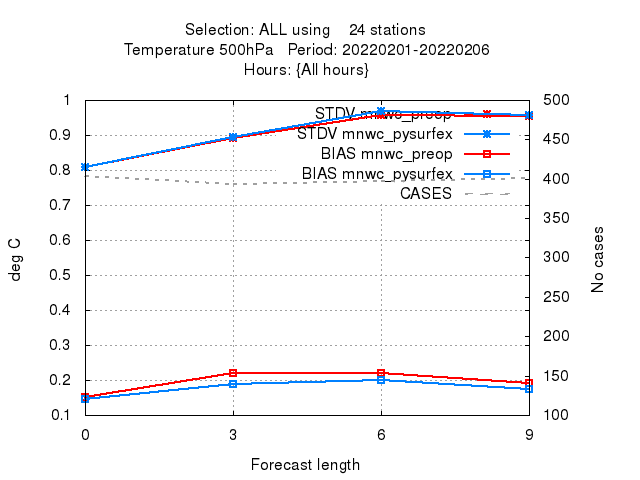 Selection: ALL using 24 stations
Temperature 500hPa Period: 20220201-20220206
Hours: {All hours}
1
0.9
0.8
0.7
0.6
0.5
0.4
0.3
0.2
0.1
deg C
500
450
400
350
300
250
200
150
100
No cases
STDV mnwc_preop
STDV mnwc_pysurfex
BIAS mnwc_preop
BIAS mnwc_pysurfex
CASES
0 3 6 9
Forecast length